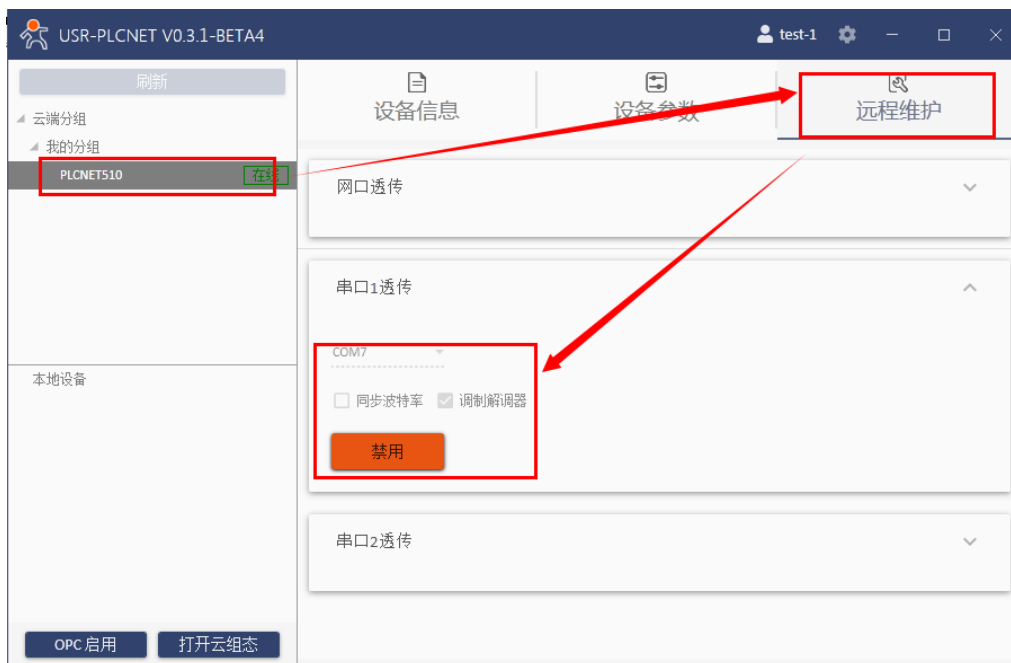 USR-PLCNET V0.3.1-BETA4
test-1
刷新
云端分组
我的分组
PLCNET510
在线
本地设备
OPC 启用
打开云组态
设备信息
设备参数
远程维护
网口透传
串口1透传
COM7
同步波特率
调制解调器
禁用
串口2透传